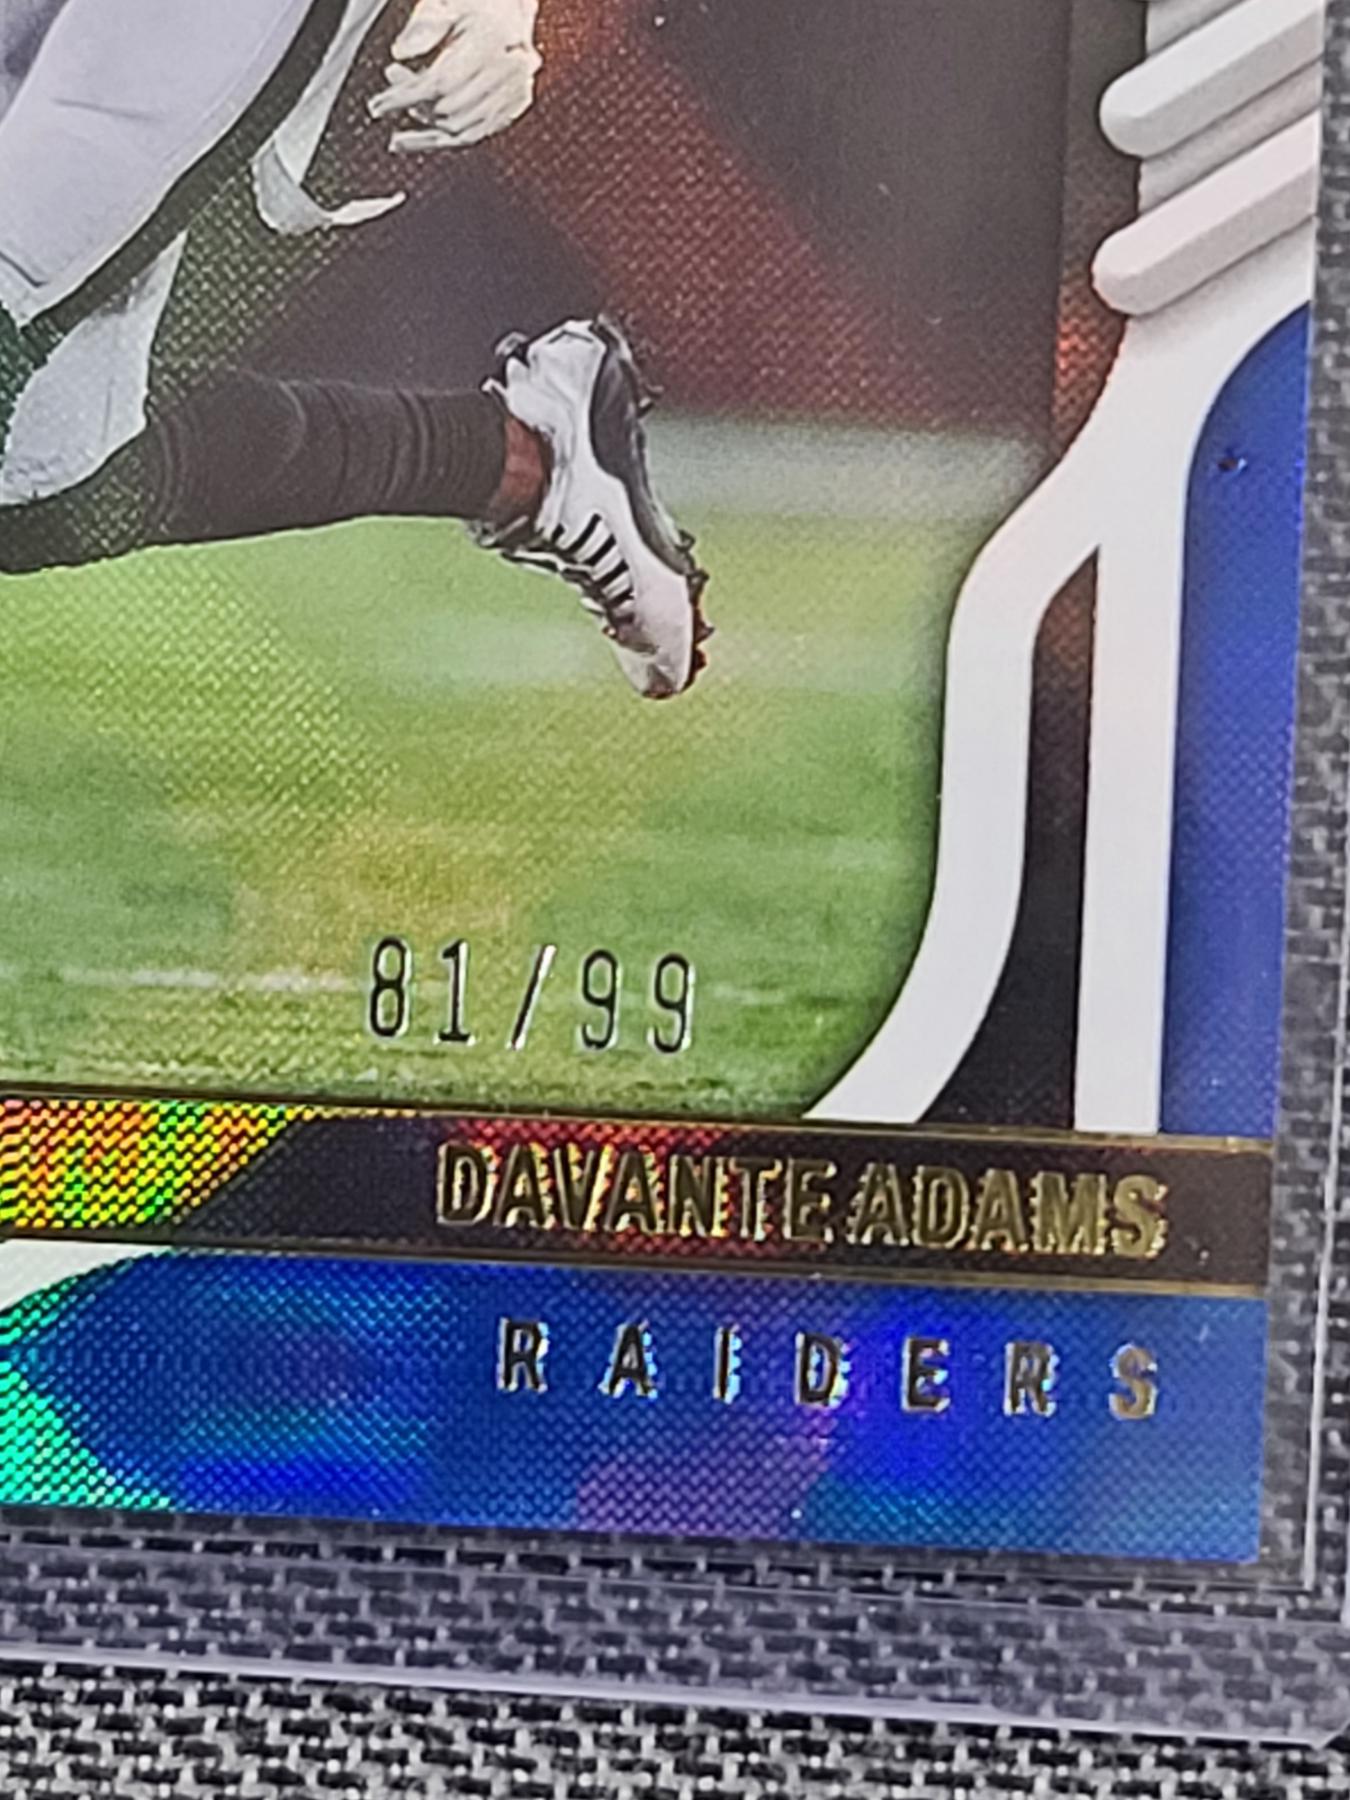 81/99
DAVANTE ADAMS
RAIDERS